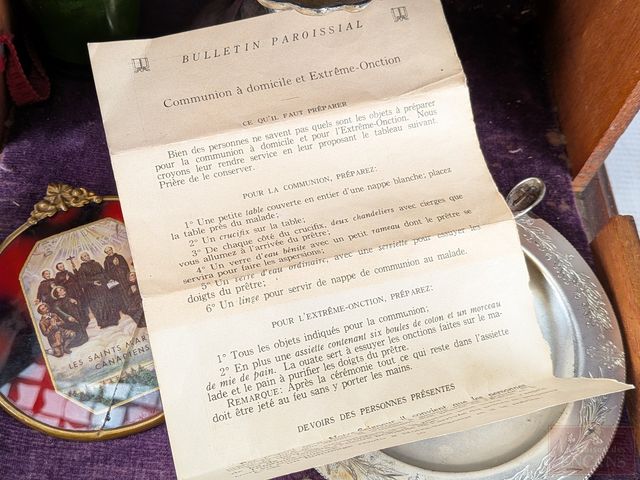 BULLETIN PAROISSIAL
Communion à domicile et Extrême-Onction
CE QU'IL FAUT PRÉPARER
Bien des personnes ne savent pas quels sont les objets à préparer
pour la communion à domicile et pour l'Extrême-Onction. Nous
croyons leur rendre service en leur proposant le tableau suivant.
Prière de le conserver.
POUR LA COMMUNION, PRÉPAREZ:
1° Une petite table couverte en entier d'une nappe blanche; placez
la table près du malade;
2° Un crucifix sur la table;
3° De chaque côté du crucifix, deux chandeliers avec cierges que
vous allumez à l'arrivée du prêtre;
4° Un verre d'eau bénite avec un petit rameau dont le prêtre se
servira pour faire les aspersions;
5° Un verre d'eau ordinaire, avec une serviette pour essuyer les
doigts du prêtre;
6° Un linge pour servir de nappe de communion au malade.
POUR L'EXTRÊME-ONCTION, PRÉPAREZ:
1° Tous les objets indiqués pour la communion;
2° En plus une assiette contenant six boules de coton et un morceau
de mie de pain. La ouate sert à essuyer les onctions faites sur le ma-
lade et le pain à purifier les doigts du prêtre.
REMARQUE: Après la cérémonie tout ce qui reste dans l'assiette
doit être jeté au feu sans y porter les mains.
DEVOIRS DES PERSONNES PRÉSENTES
il convient que les personnes
LES SAINTS MAR
CANADIENS